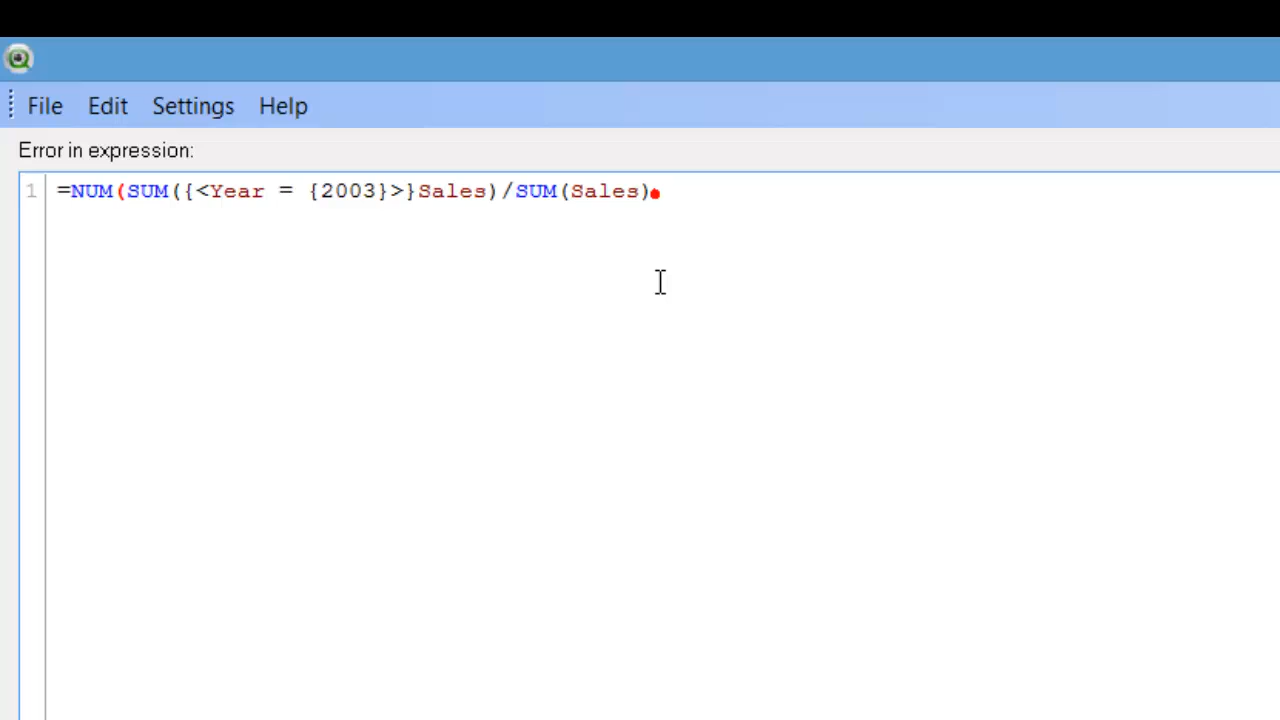 File Edit Settings Help
Error in expression:
1 =NUM(SUM({<Year = {2003}>}Sales)/SUM(Sales)